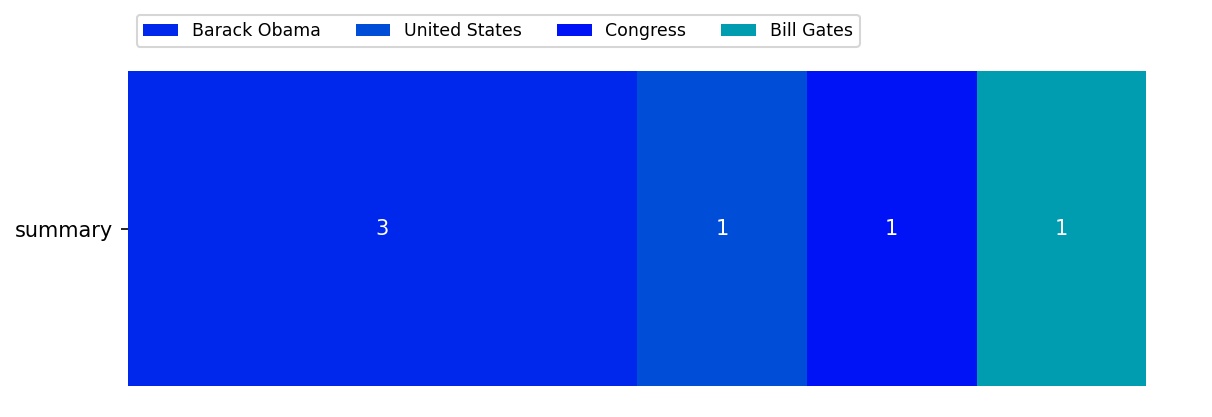 Barack Obama United States Congress Bill Gates
summary 3 1 1 1